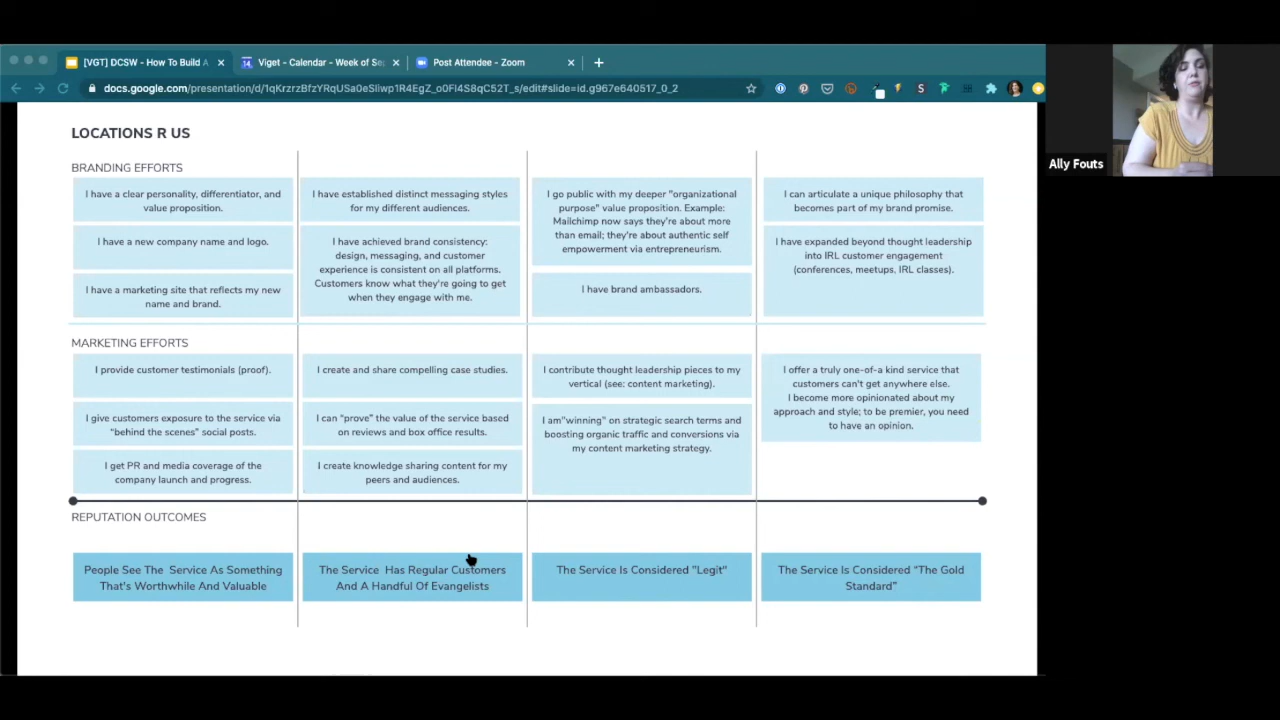 [VGT] DCSW - How To Build A
Viget - Calendar - Week of Se
Post Attendee - Zoom
docs.google.com/presentation/d/1qKrzrzBfzYRqUSa0eSliwp1R4EgZ_o0Fl4S8qC52T_s/edit#slide=id.g967e640517_0_2
Ally Fouts
LOCATIONS R US
BRANDING EFFORTS
I have a clear personality, differentiator, and
value proposition.
I have a new company name and logo.
I have a marketing site that reflects my new
name and brand.
I have established distinct messaging styles
for my different audiences.
I have achieved brand consistency:
design, messaging, and customer
experience is consistent on all platforms.
Customers know what they're going to get
when they engage with me.
I go public with my deeper "organizational
purpose" value proposition. Example:
Mailchimp now says they're about more
than email; they're about authentic self
empowerment via entrepreneurism.
I have brand ambassadors.
I can articulate a unique philosophy that
becomes part of my brand promise.
I have expanded beyond thought leadership
into IRL customer engagement
(conferences, meetups, IRL classes).
MARKETING EFFORTS
I provide customer testimonials (proof).
I give customers exposure to the service via
“behind the scenes” social posts.
I get PR and media coverage of the
company launch and progress.
I create and share compelling case studies.
I can “prove” the value of the service based
on reviews and box office results.
I create knowledge sharing content for my
peers and audiences.
I contribute thought leadership pieces to my
vertical (see: content marketing).
I am"winning" on strategic search terms and
boosting organic traffic and conversions via
my content marketing strategy.
I offer a truly one-of-a kind service that
customers can't get anywhere else.
I become more opinionated about my
approach and style; to be premier, you need
to have an opinion.
REPUTATION OUTCOMES
People See The Service As Something
That's Worthwhile And Valuable
The Service Has Regular Customers
And A Handful Of Evangelists
The Service Is Considered "Legit"
The Service Is Considered “The Gold
Standard”